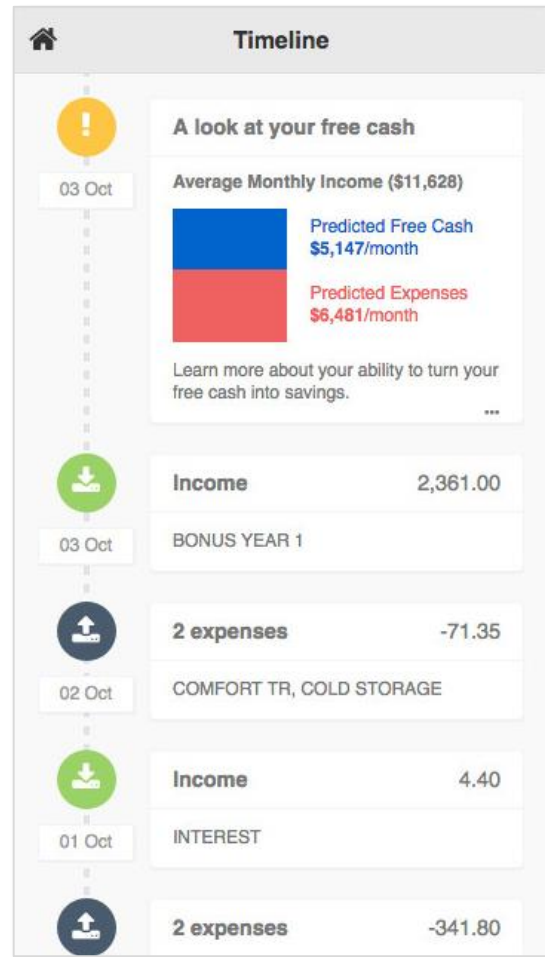 Timeline
A look at your free cash
03 Oct
Average Monthly Income ($11,628)
Predicted Free Cash
$5,147/month
Predicted Expenses
$6,481/month
Learn more about your ability to turn your
free cash into savings.
Income 2,361.00
03 Oct
BONUS YEAR 1
2 expenses -71.35
02 Oct
COMFORT TR, COLD STORAGE
Income 4.40
01 Oct
INTEREST
2 expenses -341.80